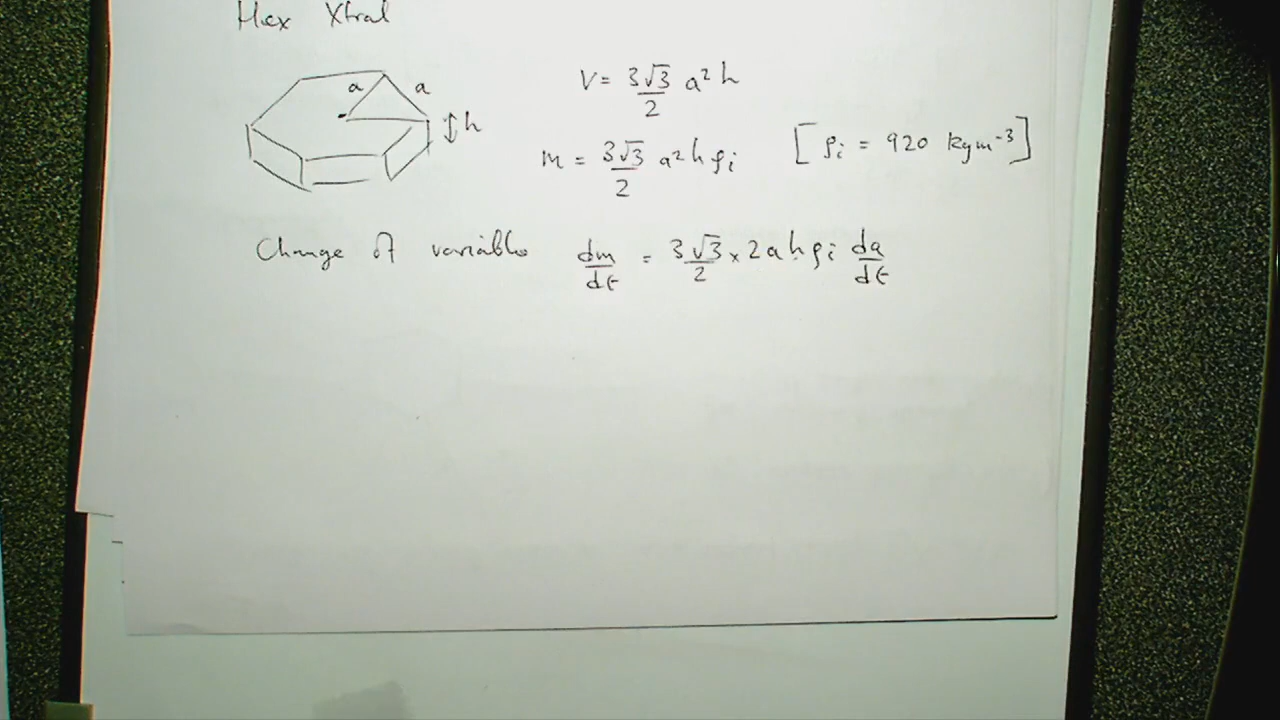 Hex Xtral
a a
h
V = 3√3/2 a² h
m = 3√3/2 a² h ρi [ρi = 920 kgm⁻³]
Change of variable dm/dt = 3√3/2 × 2 a h ρi da/dt